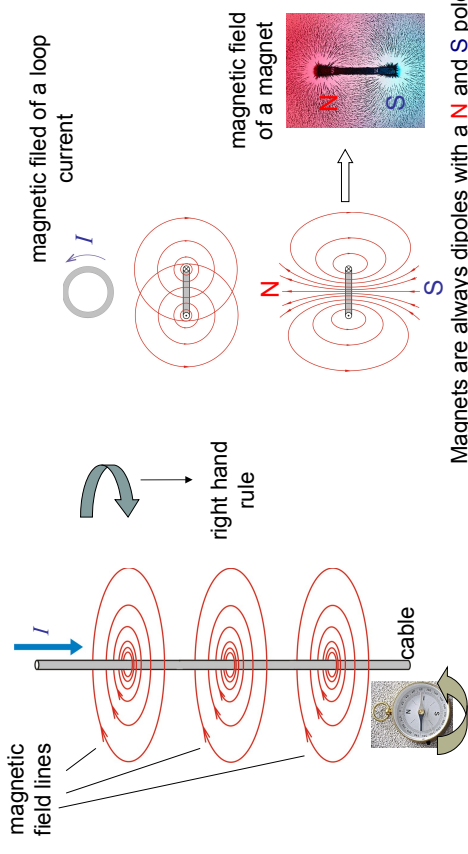 magnetic
field lines
I
cable
N
S
right hand
rule
magnetic filed of a loop
current
I
N
S
magnetic field
of a magnet
N
S
Magnets are always dipoles with a N and S pole